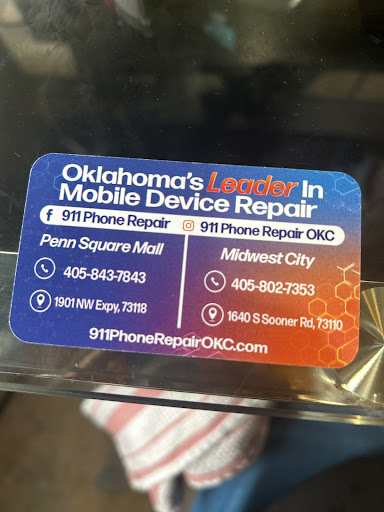 Oklahoma's Leader In
Mobile Device Repair
f 911 Phone Repair 911 Phone Repair OKC
Penn Square Mall
405-843-7843
1901 NW Expy, 73118
Midwest City
405-802-7353
1640 S Sooner Rd, 73110
911PhoneRepairOKC.com